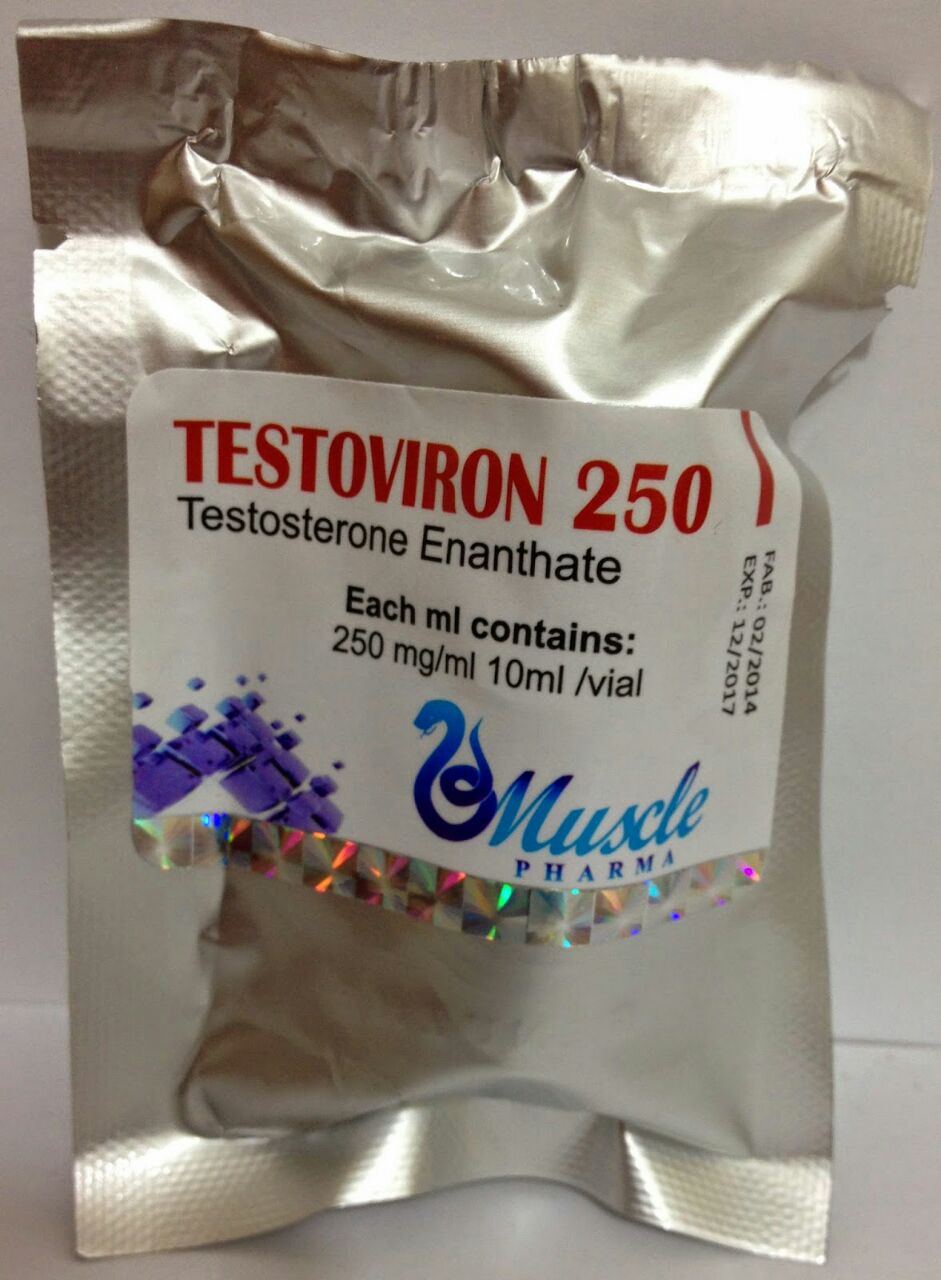 TESTOVIRON 250
Testosterone Enanthate
Each ml contains:
250 mg/ml 10ml /vial
Muscle
PHARMA
FAB.: 02/2014
EXP.: 12/2017